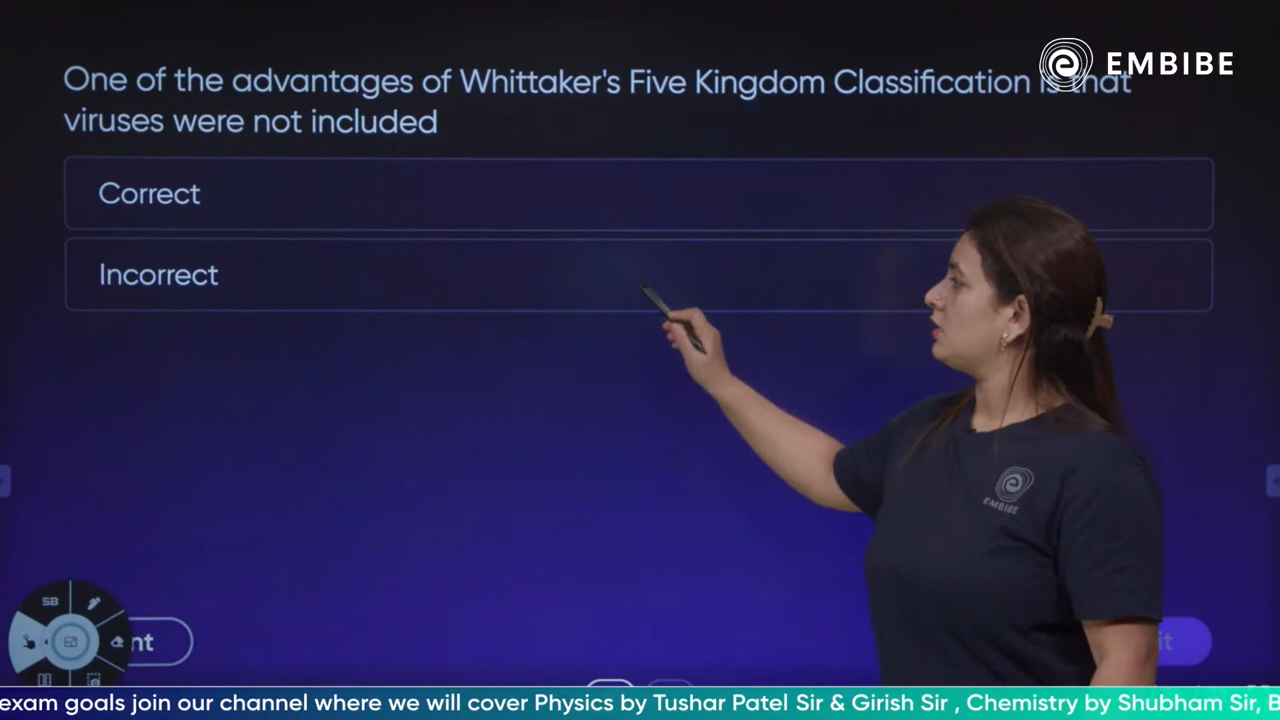 EMBIBE
One of the advantages of Whittaker's Five Kingdom Classification is that
viruses were not included
Correct
Incorrect
EMBIBE
SB
nt
it
exam goals join our channel where we will cover Physics by Tushar Patel Sir & Girish Sir , Chemistry by Shubham Sir, B